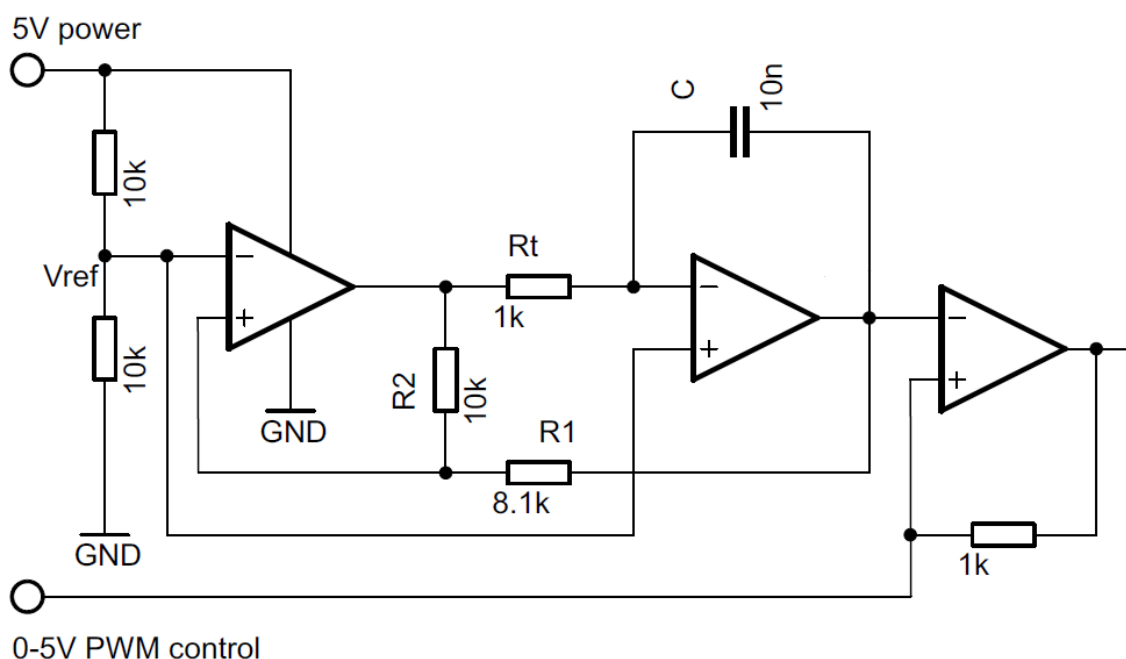 5V power
10k
Vref
10k
GND
−
+
GND
R2
10k
Rt
1k
R1
8.1k
C
10n
−
+
−
+
1k
GND
0-5V PWM control